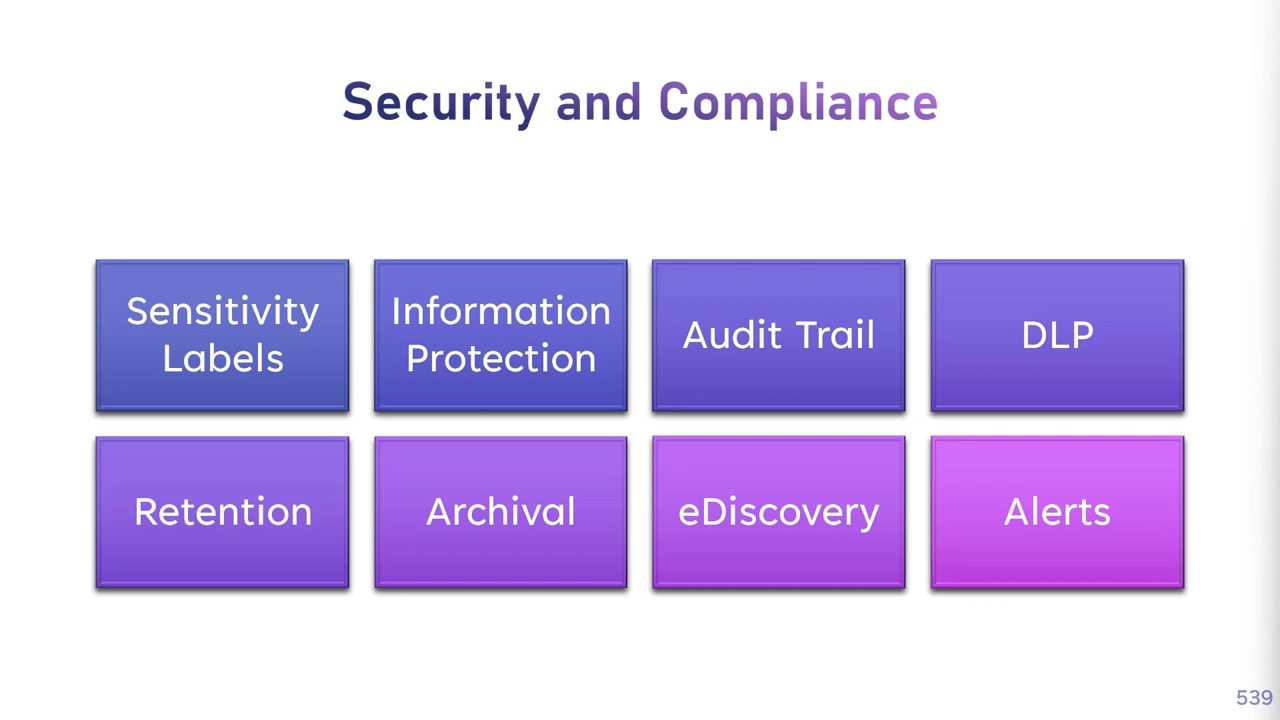 Security and Compliance
Sensitivity
Labels
Information
Protection
Audit Trail
DLP
Retention
Archival
eDiscovery
Alerts
539